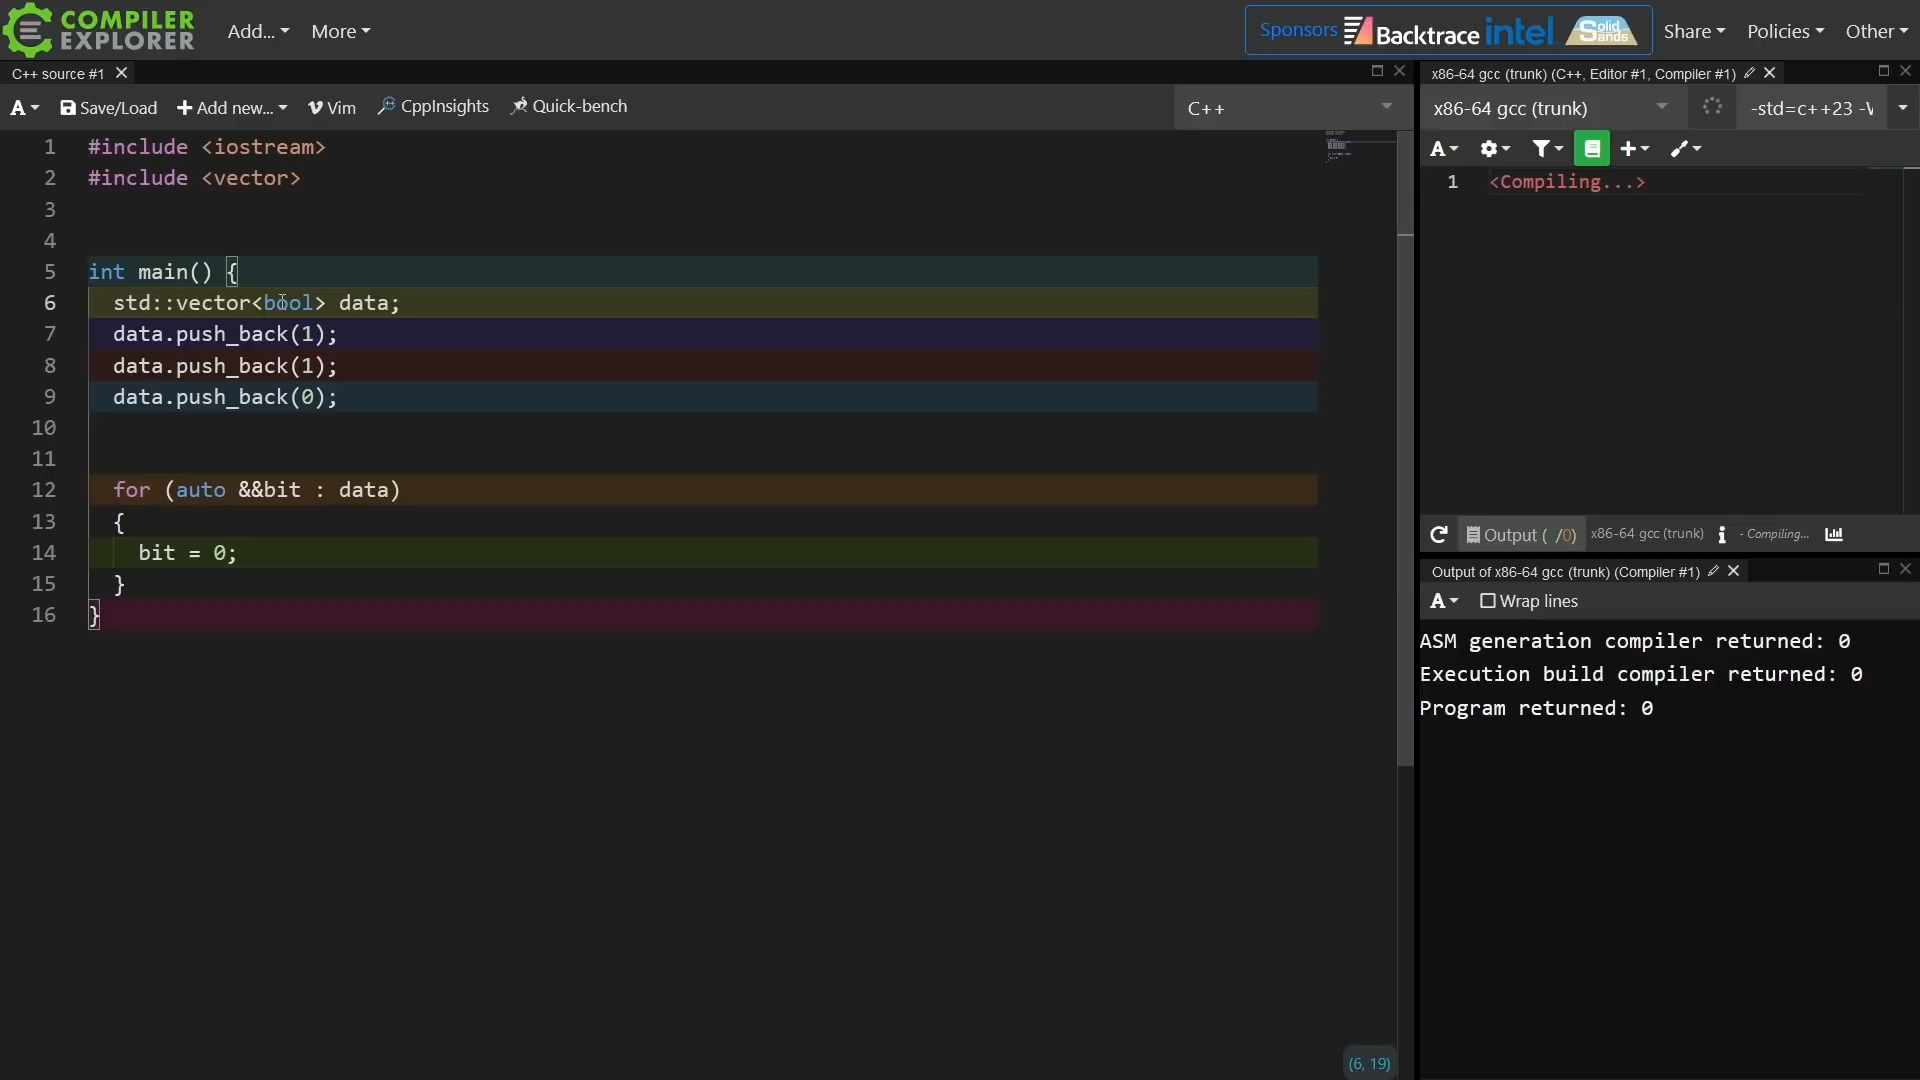 COMPILER
EXPLORER
Add...
More
Sponsors
Backtrace
intel
Solid
Sands
Share
Policies
Other
C++ source #1
A
Save/Load
Add new...
Vim
CppInsights
Quick-bench
C++
1 #include <iostream>
2 #include <vector>
3
4
5 int main() {
6 std::vector<bool> data;
7 data.push_back(1);
8 data.push_back(1);
9 data.push_back(0);
10
11
12 for (auto &&bit : data)
13 {
14 bit = 0;
15 }
16 }
(6, 19)
x86-64 gcc (trunk) (C++, Editor #1, Compiler #1)
x86-64 gcc (trunk)
-std=c++23
A
1 <Compiling...>
Output ( /0) x86-64 gcc (trunk) i - Compiling...
Output of x86-64 gcc (trunk) (Compiler #1)
A Wrap lines
ASM generation compiler returned: 0
Execution build compiler returned: 0
Program returned: 0